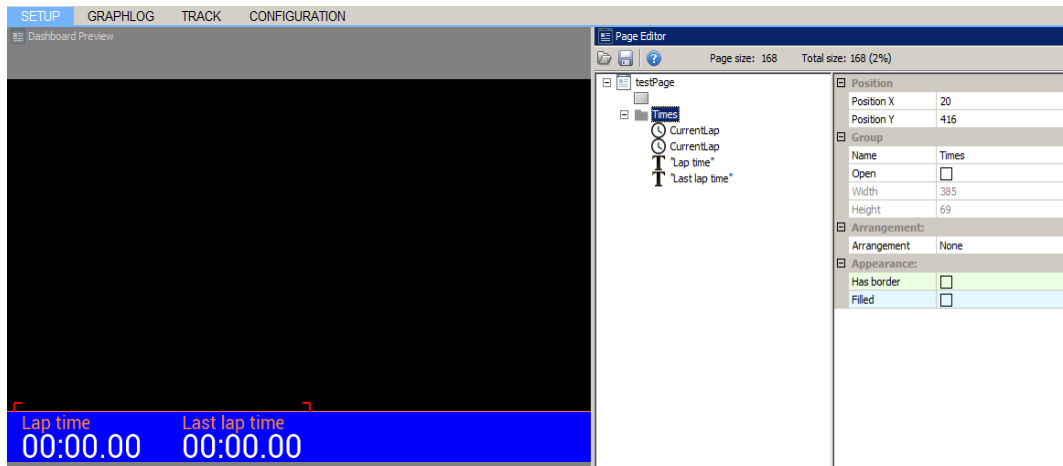 SETUP GRAPHLOG TRACK CONFIGURATION
Dashboard Preview
Lap time Last lap time
00:00.00 00:00.00
Page Editor
Page size: 168 Total size: 168 (2%)
testPage
Times
CurrentLap
CurrentLap
"Lap time"
"Last lap time"
Position
Position X 20
Position Y 416
Group
Name Times
Open
Width 385
Height 69
Arrangement:
Arrangement None
Appearance:
Has border
Filled